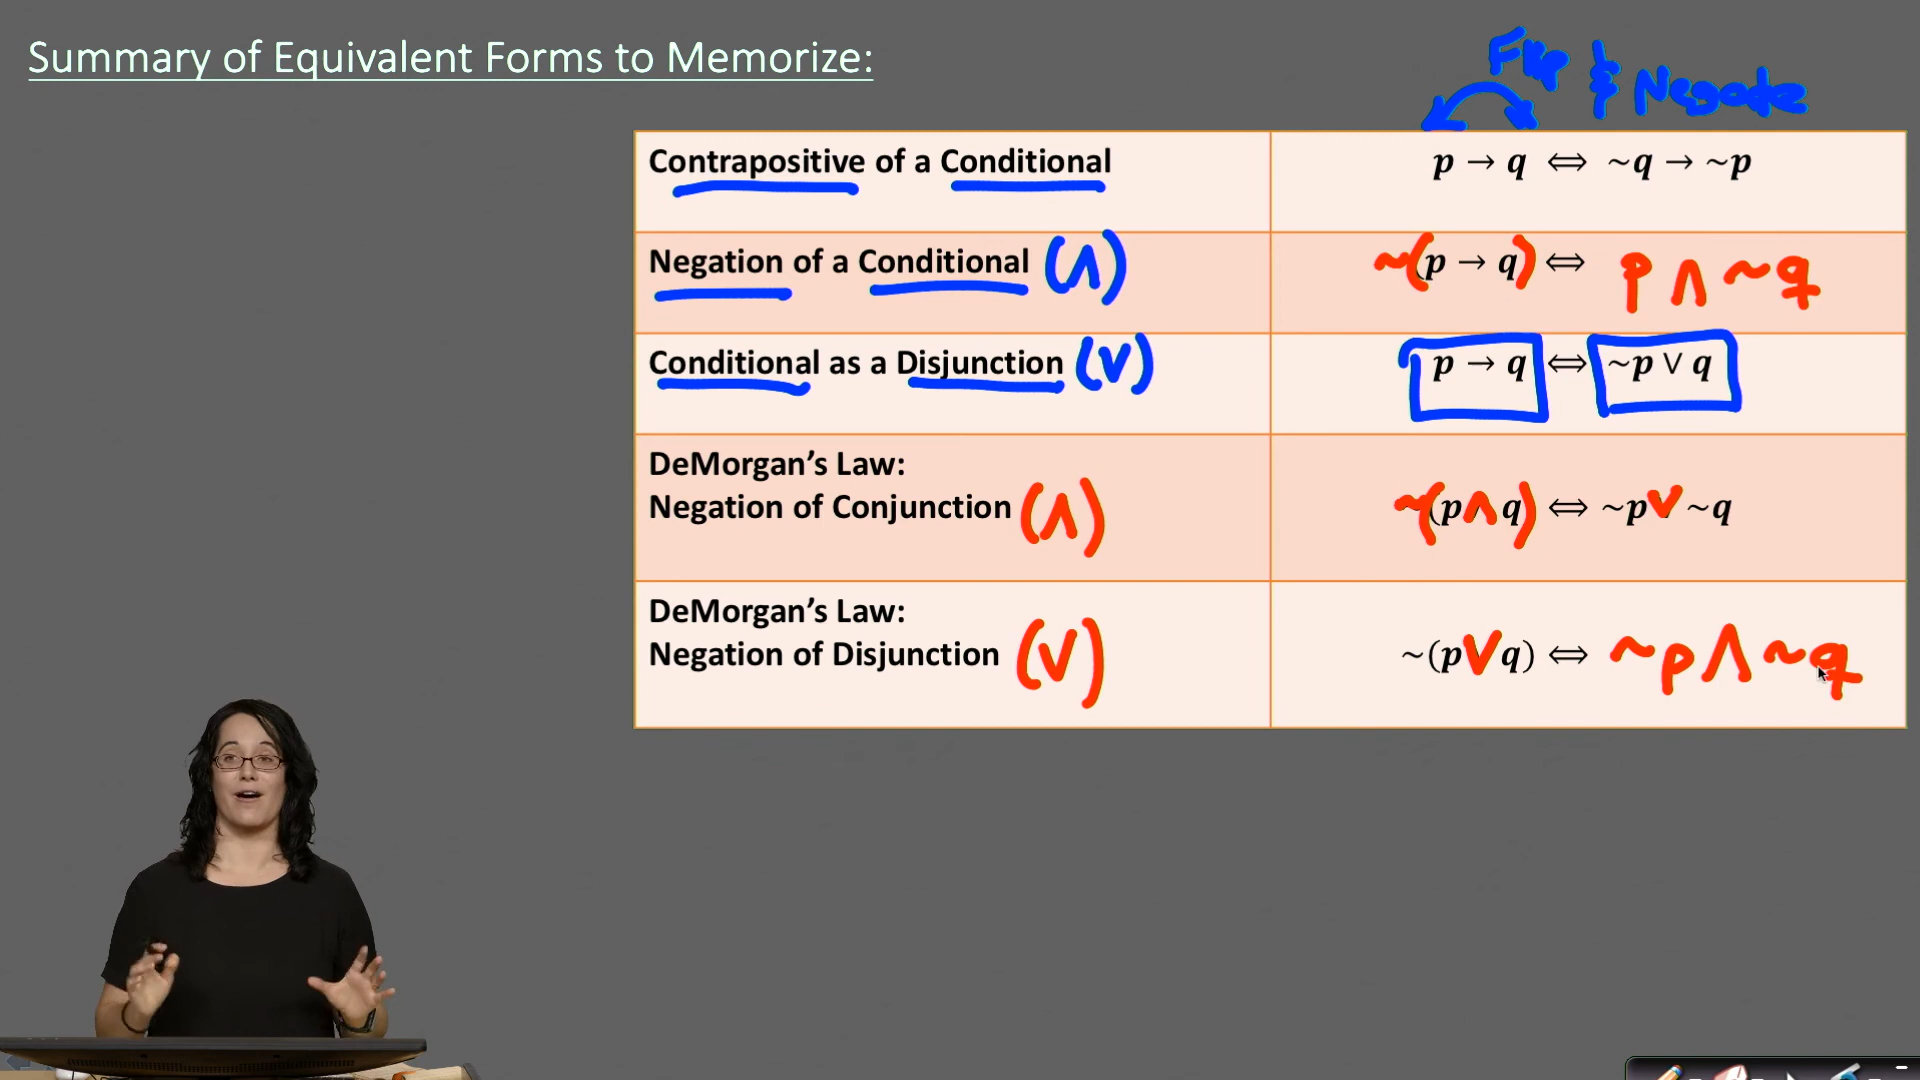 Summary of Equivalent Forms to Memorize:
Flip & Negate
Contrapositive of a Conditional
p → q ⟺ ~q → ~p
Negation of a Conditional (∧)
~(p → q) ⟺ p ∧ ~q
Conditional as a Disjunction (∨)
p → q ⟺ ~p ∨ q
DeMorgan’s Law:
Negation of Conjunction (∧)
~(p ∧ q) ⟺ ~p ∨ ~q
DeMorgan’s Law:
Negation of Disjunction (∨)
~(p ∨ q) ⟺ ~p ∧ ~q